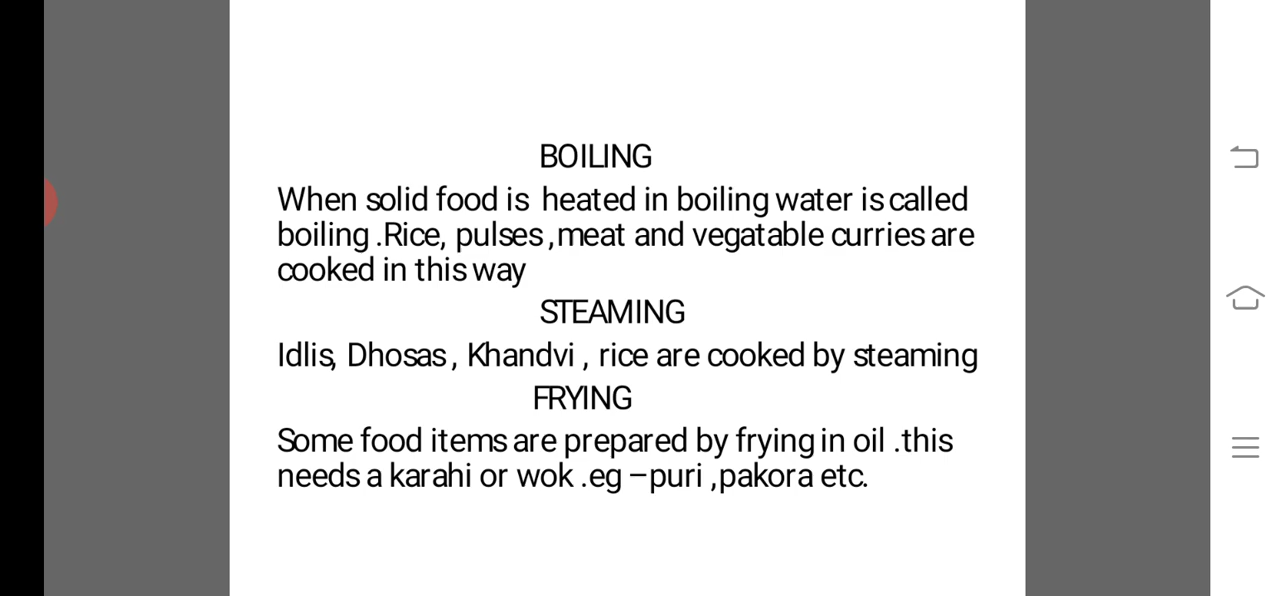 BOILING
When solid food is heated in boiling water is called
boiling .Rice, pulses ,meat and vegatable curries are
cooked in this way
STEAMING
Idlis, Dhosas , Khandvi , rice are cooked by steaming
FRYING
Some food items are prepared by frying in oil .this
needs a karahi or wok .eg –puri ,pakora etc.